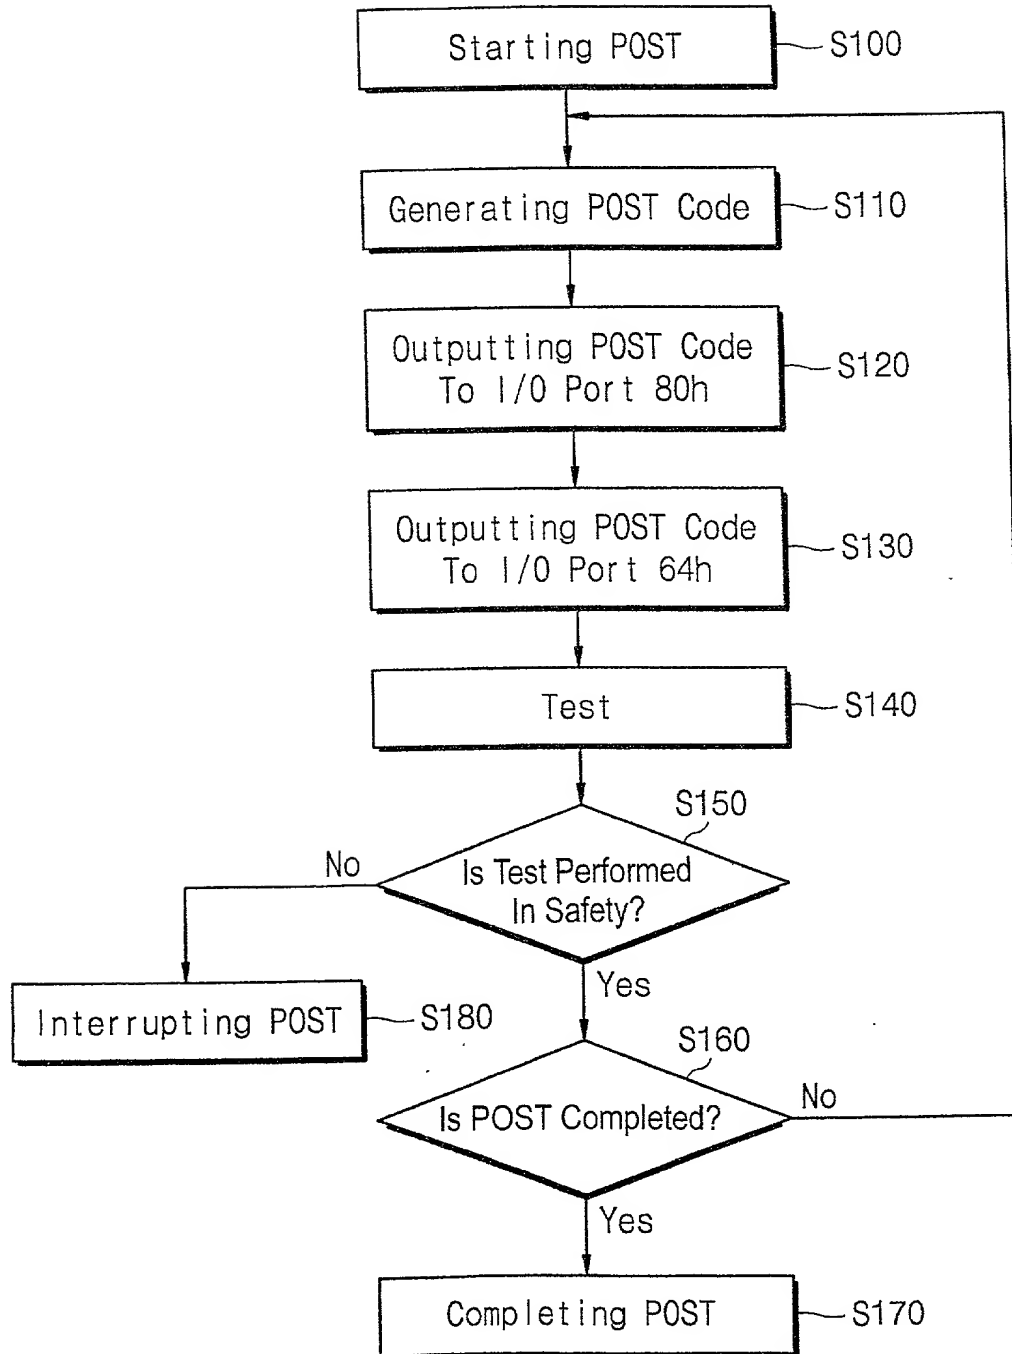 Starting POST
S100
Generating POST Code
S110
Outputting POST Code
To I/O Port 80h
S120
Outputting POST Code
To I/O Port 64h
S130
Test
S140
S150
No
Is Test Performed
In Safety?
Yes
Interrupting POST
S180
S160
No
Is POST Completed?
Yes
Completing POST
S170